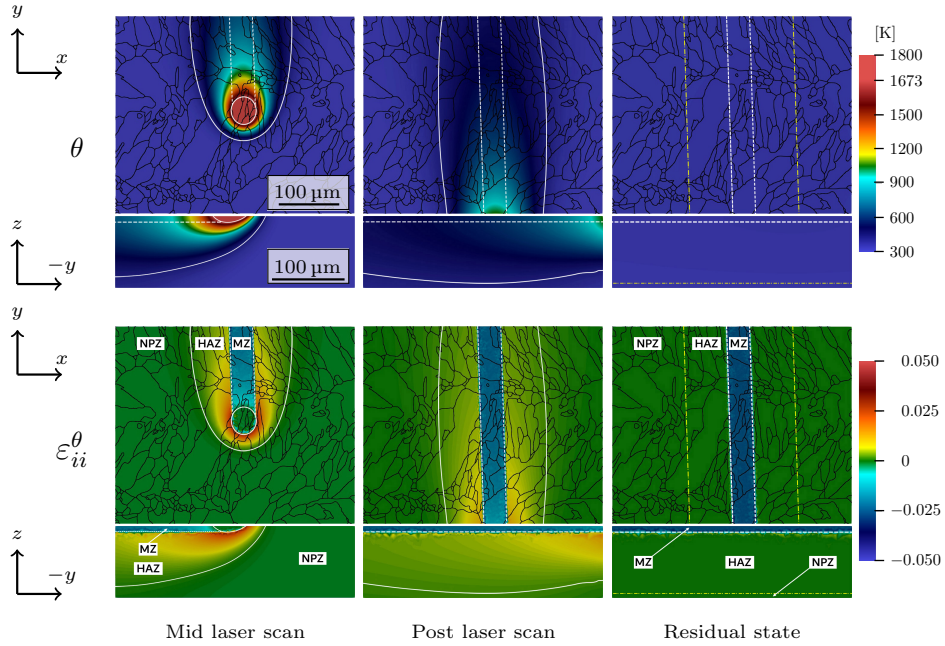 y
x
θ
100 µm
z
−y
100 µm
[K]
1800
1673
1500
1200
900
600
300
y
x
ε^θ_ii
NPZ HAZ MZ
NPZ HAZ MZ
0.050
0.025
0
−0.025
−0.050
z
−y
MZ
HAZ
NPZ
MZ HAZ NPZ
Mid laser scan Post laser scan Residual state